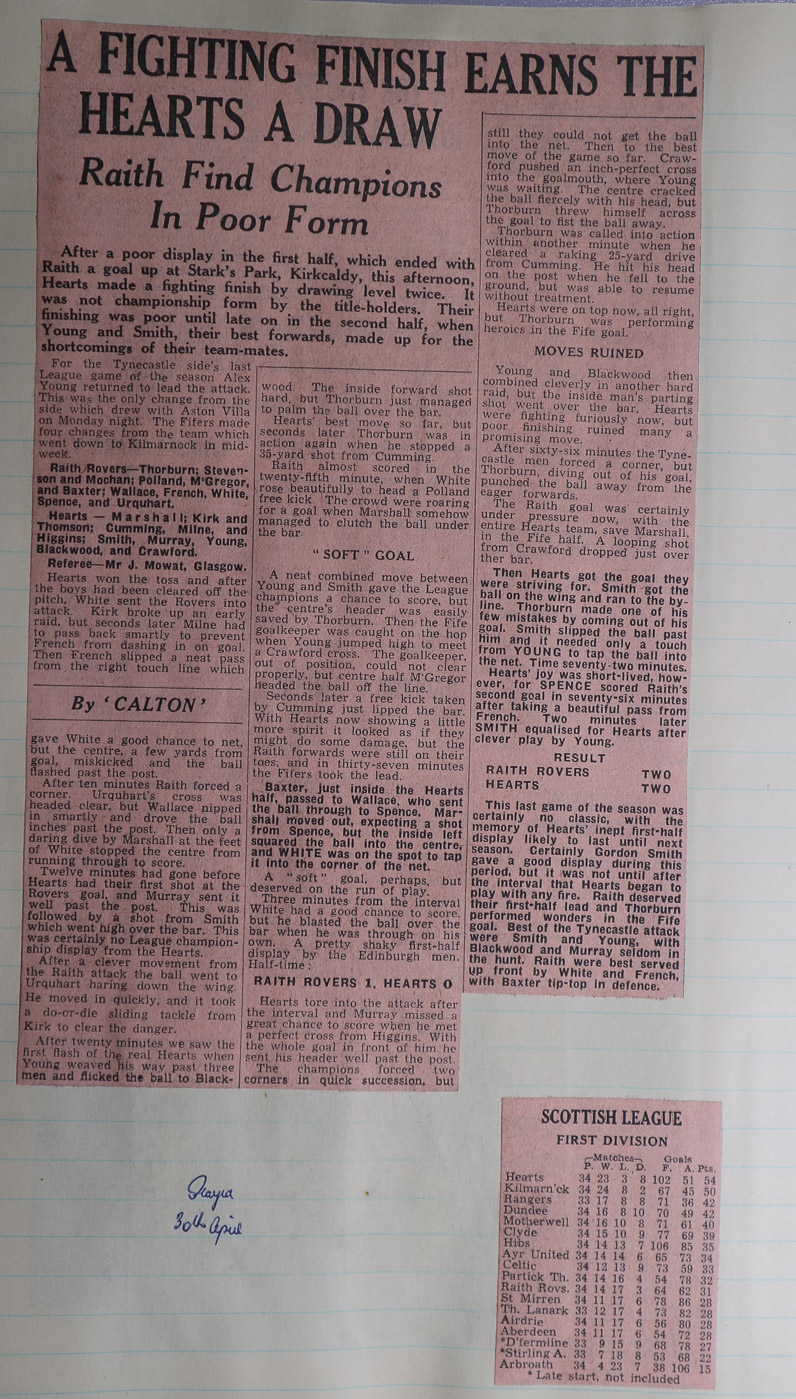 A FIGHTING FINISH EARNS THE
HEARTS A DRAW
Raith Find Champions
In Poor Form
After a poor display in the first half, which ended with
Raith a goal up at Stark's Park, Kirkcaldy, this afternoon,
Hearts made a fighting finish by drawing level twice. It
was not championship form by the title-holders. Their
finishing was poor until late on in the second half, when
Young and Smith, their best forwards, made up for the
shortcomings of their team-mates.
For the Tynecastle side's last
League game of the season Alex
Young returned to lead the attack.
This was the only change from the
side which drew with Aston Villa
on Monday night. The Fifers made
four changes from the team which
went down to Kilmarnock in mid-
week.
Raith Rovers—Thorburn; Steven-
son and Mochan; Polland, M'Gregor,
and Baxter; Wallace, French, White,
Spence, and Urquhart.
Hearts — Marshall; Kirk and
Thomson; Cumming, Milne, and
Higgins; Smith, Murray, Young,
Blackwood, and Crawford.
Referee—Mr J. Mowat, Glasgow.
Hearts won the toss and after
the boys had been cleared off the
pitch, White sent the Rovers into
attack. Kirk broke up an early
raid, but seconds later Milne had
to pass back smartly to prevent
French from dashing in on goal.
Then French slipped a neat pass
from the right touch line which
By 'CALTON'
gave White a good chance to net,
but the centre, a few yards from
goal, miskicked and the ball
flashed past the post.
After ten minutes Raith forced a
corner. Urquhart's cross was
headed clear, but Wallace nipped
in smartly and drove the ball
inches past the post. Then only a
daring dive by Marshall at the feet
of White stopped the centre from
running through to score.
Twelve minutes had gone before
Hearts had their first shot at the
Rovers' goal, and Murray sent it
well past the post. This was
followed by a shot from Smith
which went high over the bar. This
was certainly no League champion-
ship display from the Hearts.
After a clever movement from
the Raith attack the ball went to
Urquhart haring down the wing.
He moved in quickly, and it took
a do-or-die sliding tackle from
Kirk to clear the danger.
After twenty minutes we saw the
first flash of the real Hearts when
Young weaved his way past three
men and flicked the ball to Black-
wood. The inside forward shot
hard, but Thorburn just managed
to palm the ball over the bar.
Hearts' best move so far, but
seconds later Thorburn was in
action again when he stopped a
35-yard shot from Cumming.
Raith almost scored in the
twenty-fifth minute, when White
rose beautifully to head a Polland
free kick. The crowd were roaring
for a goal when Marshall somehow
managed to clutch the ball under
the bar
"SOFT" GOAL
A neat combined move between
Young and Smith gave the League
champions a chance to score, but
the centre's header was easily
saved by Thorburn. Then the Fife
goalkeeper was caught on the hop
when Young jumped high to meet
a Crawford cross. The goalkeeper,
out of position, could not clear
properly, but centre half M'Gregor
headed the ball off the line.
Seconds later a free kick taken
by Cumming just lipped the bar.
With Hearts now showing a little
more spirit it looked as if they
might do some damage, but the
Raith forwards were still on their
toes, and in thirty-seven minutes
the Fifers took the lead.
Baxter, just inside the Hearts
half, passed to Wallace, who sent
the ball through to Spence. Mar-
shall moved out, expecting a shot
from Spence, but the inside left
squared the ball into the centre,
and WHITE was on the spot to tap
it into the corner of the net.
A "soft" goal, perhaps, but
deserved on the run of play.
Three minutes from the interval
White had a good chance to score,
but he blasted the ball over the
bar when he was through on his
own. A pretty shaky first-half
display by the Edinburgh men.
Half-time:
RAITH ROVERS 1, HEARTS 0
Hearts tore into the attack after
the interval and Murray missed a
great chance to score when he met
a perfect cross from Higgins. With
the whole goal in front of him he
sent his header well past the post.
The champions forced two
corners in quick succession, but
still they could not get the ball
into the net. Then to the best
move of the game so far. Craw-
ford pushed an inch-perfect cross
into the goalmouth, where Young
was waiting. The centre cracked
the ball fiercely with his head, but
Thorburn threw himself across
the goal to fist the ball away.
Thorburn was called into action
within another minute when he
cleared a raking 25-yard drive
from Cumming. He hit his head
on the post when he fell to the
ground, but was able to resume
without treatment.
Hearts were on top now, all right,
but Thorburn was performing
heroics in the Fife goal.
MOVES RUINED
Young and Blackwood then
combined cleverly in another hard
raid, but the inside man's parting
shot went over the bar. Hearts
were fighting furiously now, but
poor finishing ruined many a
promising move.
After sixty-six minutes the Tyne-
castle men forced a corner, but
Thorburn, diving out of his goal,
punched the ball away from the
eager forwards.
The Raith goal was certainly
under pressure now, with the
entire Hearts team, save Marshall,
in the Fife half. A looping shot
from Crawford dropped just over
ther bar.
Then Hearts got the goal they
were striving for. Smith got the
ball on the wing and ran to the by-
line. Thorburn made one of his
few mistakes by coming out of his
goal. Smith slipped the ball past
him and it needed only a touch
from YOUNG to tap the ball into
the net. Time seventy-two minutes.
Hearts' joy was short-lived, how-
ever, for SPENCE scored Raith's
second goal in seventy-six minutes
after taking a beautiful pass from
French. Two minutes later
SMITH equalised for Hearts after
clever play by Young.
RESULT
RAITH ROVERS TWO
HEARTS TWO
This last game of the season was
certainly no classic, with the
memory of Hearts' inept first-half
display likely to last until next
season. Certainly Gordon Smith
gave a good display during this
period, but it was not until after
the interval that Hearts began to
play with any fire. Raith deserved
their first-half lead and Thorburn
performed wonders in the Fife
goal. Best of the Tynecastle attack
were Smith and Young, with
Blackwood and Murray seldom in
the hunt. Raith were best served
up front by White and French,
with Baxter tip-top in defence.
Played
30th April
SCOTTISH LEAGUE
FIRST DIVISION
Matches Goals
P. W. L. D. F. A. Pts.
Hearts 34 23 3 8 102 51 54
Kilmarn'ck 34 24 8 2 67 45 50
Rangers 33 17 8 8 71 36 42
Dundee 34 16 8 10 70 49 42
Motherwell 34 16 10 8 71 61 40
Clyde 34 15 10 9 77 69 39
Hibs 34 14 13 7 106 85 35
Ayr United 34 14 14 6 65 73 34
Celtic 34 12 13 9 73 59 33
Partick Th. 34 14 16 4 54 78 32
Raith Rovs. 34 14 17 3 64 62 31
St Mirren 34 11 17 6 78 86 28
Th. Lanark 33 12 17 4 73 82 28
Airdrie 34 11 17 6 56 80 28
Aberdeen 34 11 17 6 54 72 28
*D'fermline 33 9 15 9 68 78 27
*Stirling A. 33 7 18 8 53 68 22
Arbroath 34 4 23 7 38 106 15
* Late start, not included